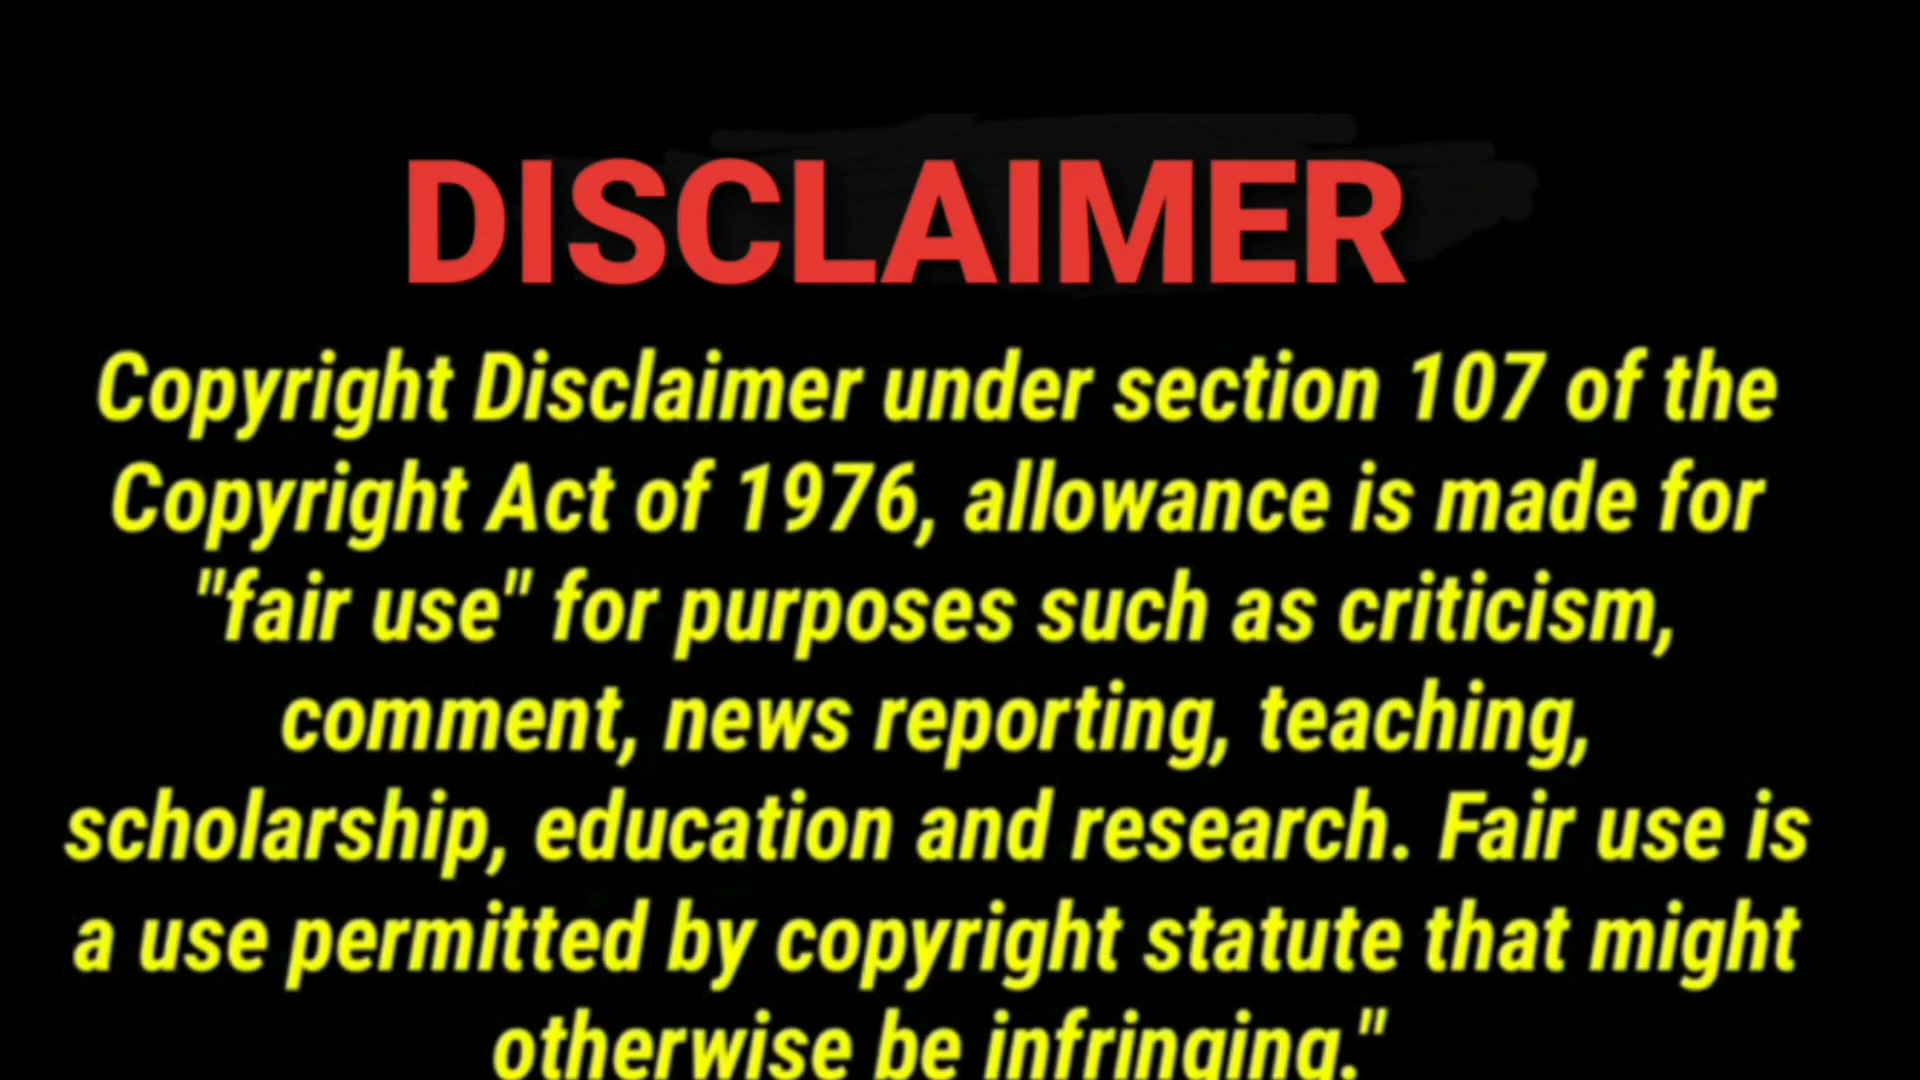 DISCLAIMER
Copyright Disclaimer under section 107 of the
Copyright Act of 1976, allowance is made for
"fair use" for purposes such as criticism,
comment, news reporting, teaching,
scholarship, education and research. Fair use is
a use permitted by copyright statute that might
otherwise be infringing."